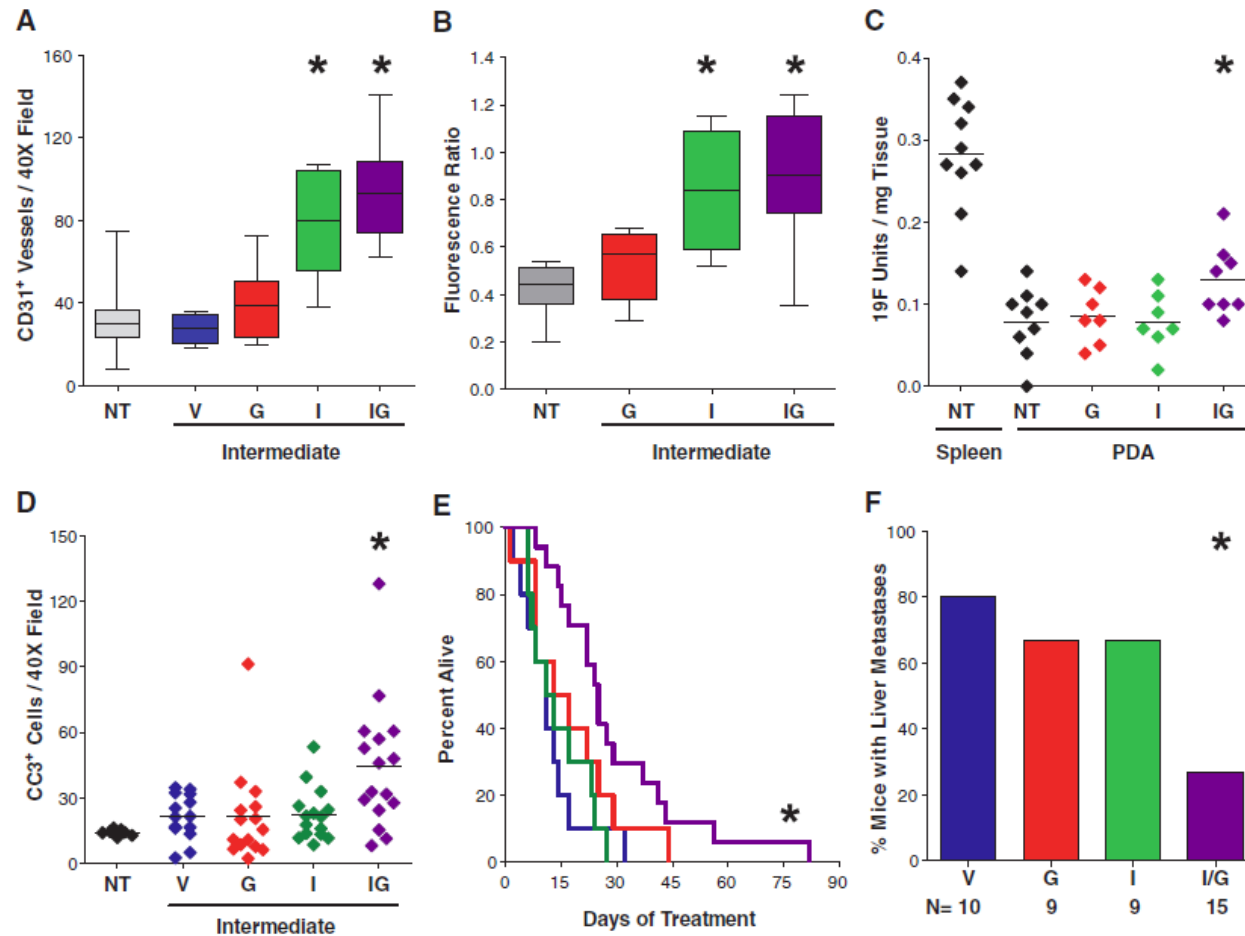 A
CD31+ Vessels / 40X Field
160
120
80
40
0
*
*
NT
V
G
I
IG
Intermediate
B
Fluorescence Ratio
1.4
1.2
1.0
0.8
0.6
0.4
0.2
0.0
*
*
NT
G
I
IG
Intermediate
C
19F Units / mg Tissue
0.4
0.3
0.2
0.1
0.0
*
NT
NT
G
I
IG
Spleen
PDA
D
CC3+ Cells / 40X Field
150
120
90
60
30
0
*
NT
V
G
I
IG
Intermediate
E
Percent Alive
100
80
60
40
20
0
*
0
15
30
45
60
75
90
Days of Treatment
F
% Mice with Liver Metastases
100
80
60
40
20
0
*
V
G
I
I/G
N= 10
9
9
15